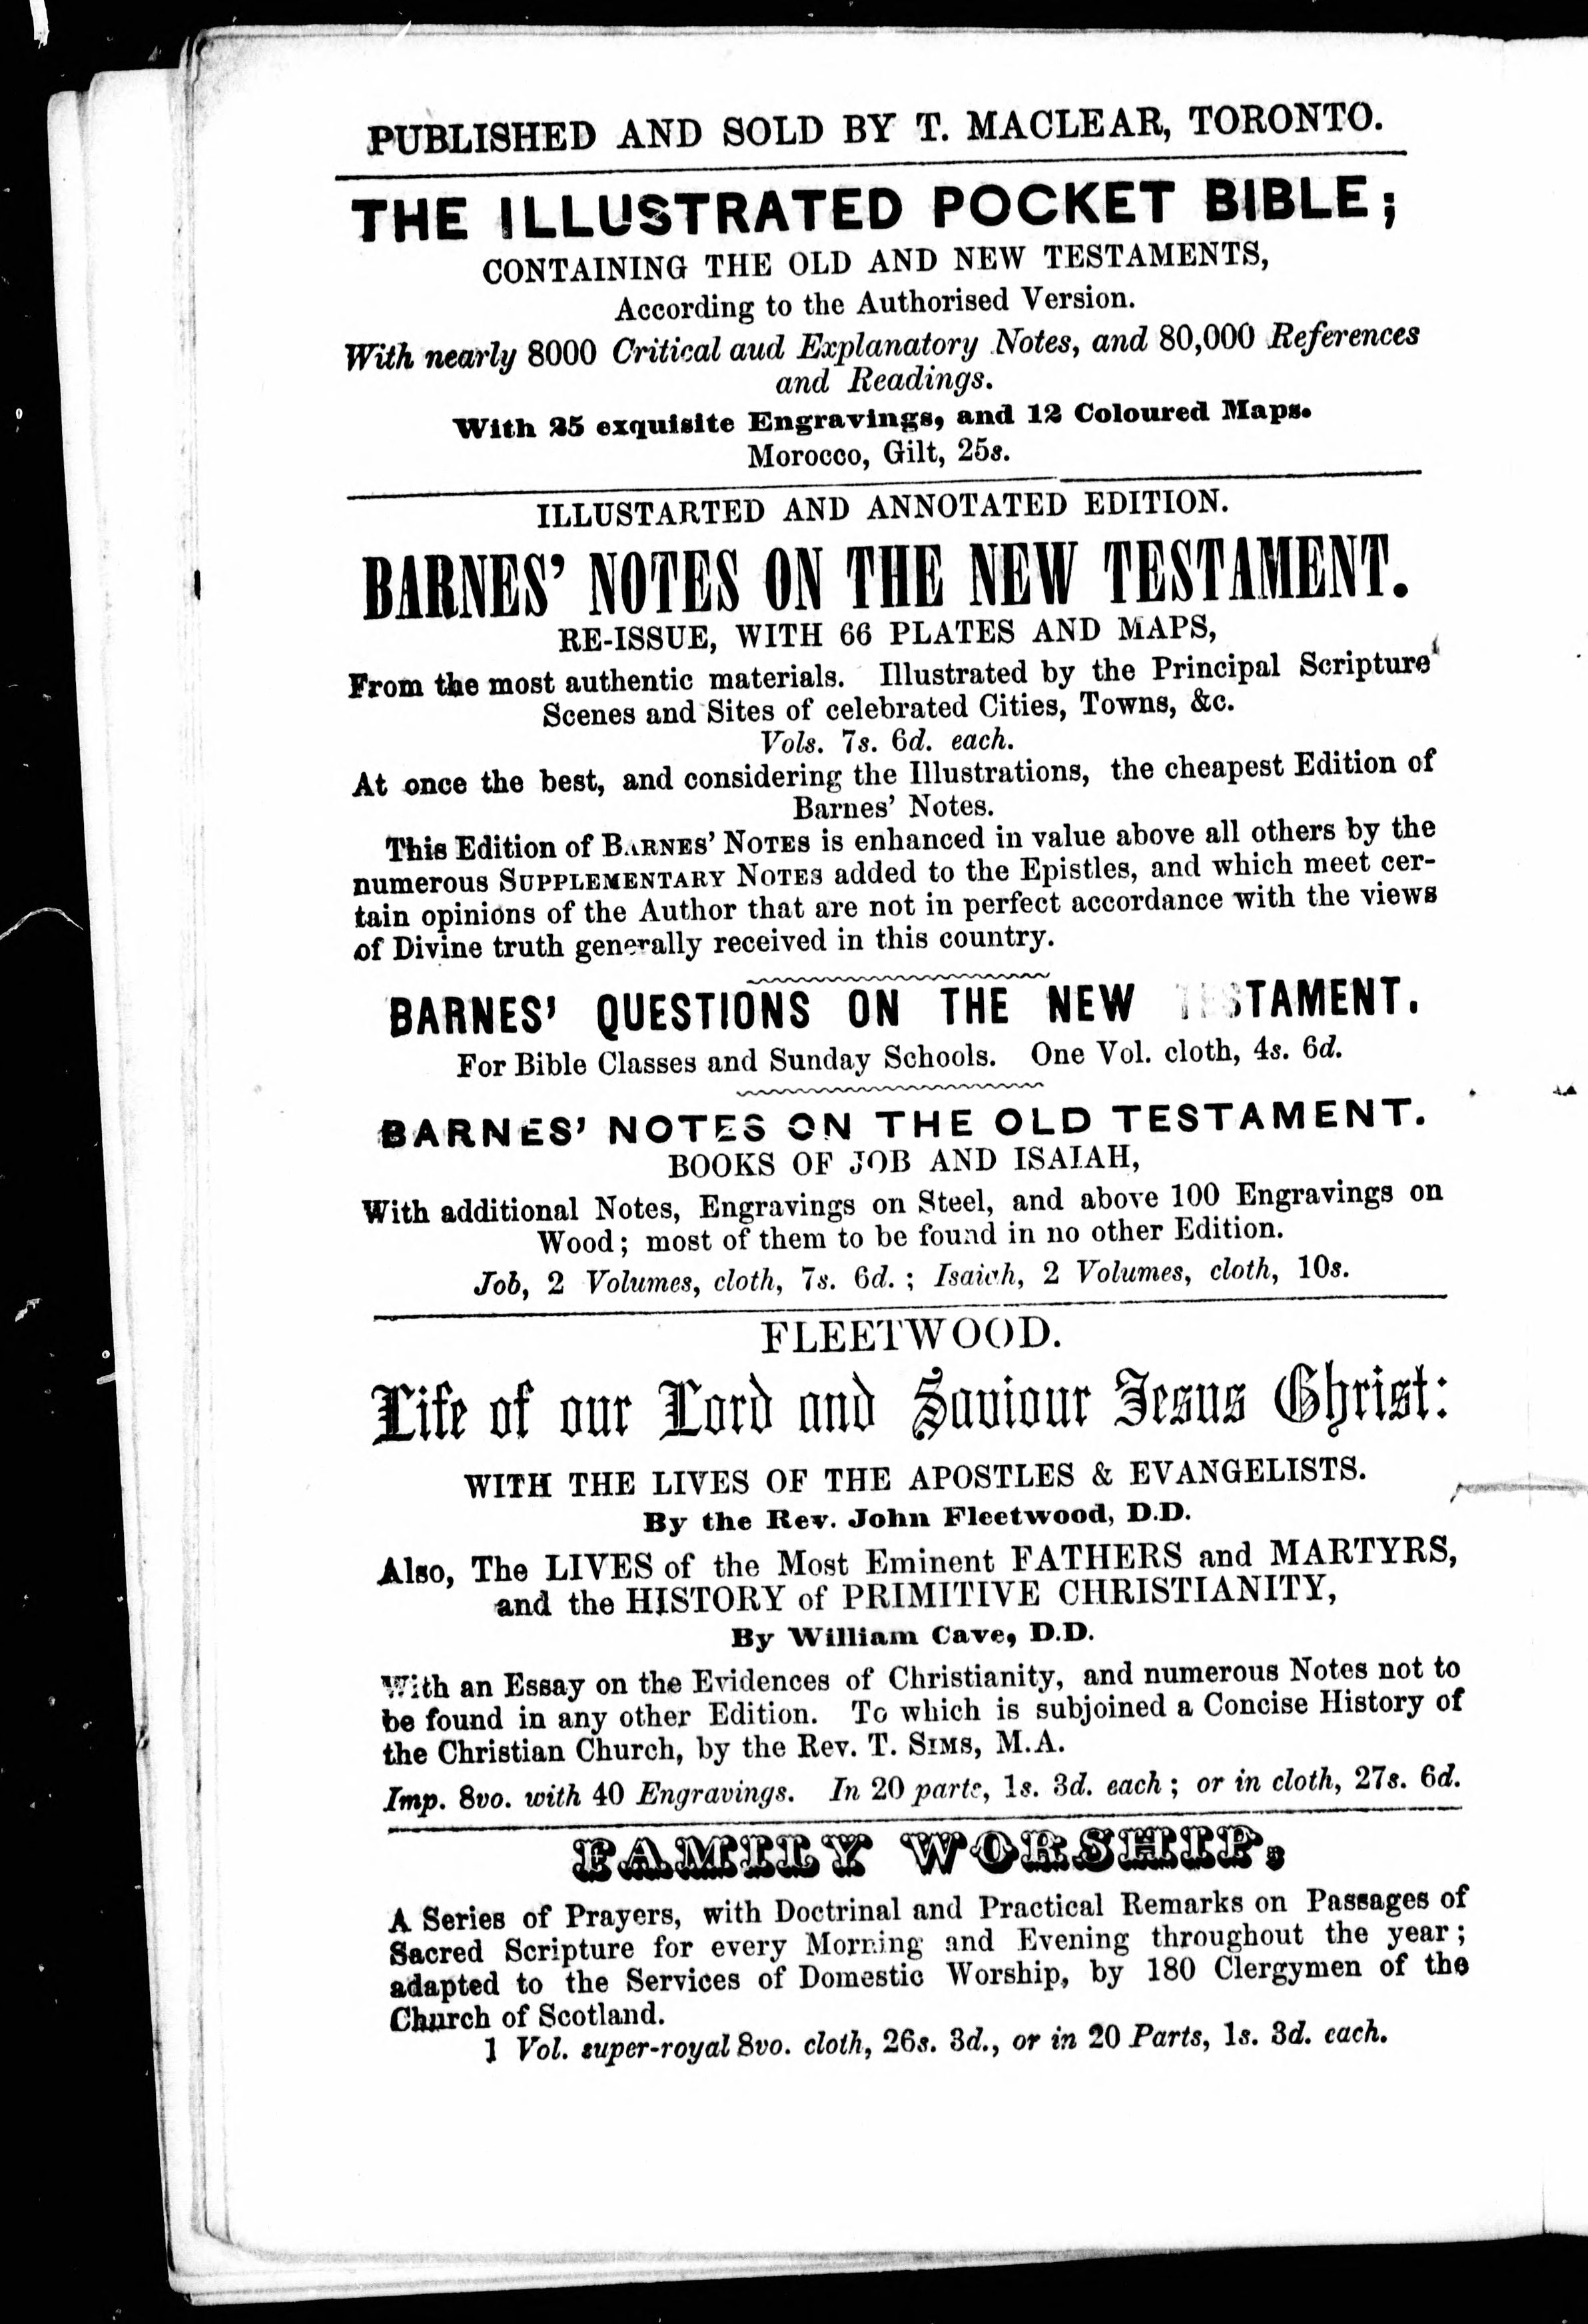 PUBLISHED AND SOLD BY T. MACLEAR, TORONTO.
THE ILLUSTRATED POCKET BIBLE;
CONTAINING THE OLD AND NEW TESTAMENTS,
According to the Authorised Version.
With nearly 8000 Critical aud Explanatory Notes, and 80,000 References
and Readings.
With 25 exquisite Engravings, and 12 Coloured Maps.
Morocco, Gilt, 25s.
ILLUSTARTED AND ANNOTATED EDITION.
BARNES' NOTES ON THE NEW TESTAMENT.
RE-ISSUE, WITH 66 PLATES AND MAPS,
From the most authentic materials. Illustrated by the Principal Scripture
Scenes and Sites of celebrated Cities, Towns, &c.
Vols. 7s. 6d. each.
At once the best, and considering the Illustrations, the cheapest Edition of
Barnes' Notes.
This Edition of BARNES' NOTES is enhanced in value above all others by the
numerous SUPPLEMENTARY NOTES added to the Epistles, and which meet cer-
tain opinions of the Author that are not in perfect accordance with the views
of Divine truth generally received in this country.
BARNES' QUESTIONS ON THE NEW TESTAMENT.
For Bible Classes and Sunday Schools. One Vol. cloth, 4s. 6d.
BARNES' NOTES ON THE OLD TESTAMENT.
BOOKS OF JOB AND ISAIAH,
With additional Notes, Engravings on Steel, and above 100 Engravings on
Wood; most of them to be found in no other Edition.
Job, 2 Volumes, cloth, 7s. 6d.; Isaiah, 2 Volumes, cloth, 10s.
FLEETWOOD.
Life of our Lord and Saviour Jesus Christ:
WITH THE LIVES OF THE APOSTLES & EVANGELISTS.
By the Rev. John Fleetwood, D.D.
Also, The LIVES of the Most Eminent FATHERS and MARTYRS,
and the HISTORY of PRIMITIVE CHRISTIANITY,
By William Cave, D.D.
With an Essay on the Evidences of Christianity, and numerous Notes not to
be found in any other Edition. To which is subjoined a Concise History of
the Christian Church, by the Rev. T. SIMS, M.A.
Imp. 8vo. with 40 Engravings. In 20 parts, 1s. 3d. each; or in cloth, 27s. 6d.
FAMILY WORSHIP,
A Series of Prayers, with Doctrinal and Practical Remarks on Passages of
Sacred Scripture for every Morning and Evening throughout the year;
adapted to the Services of Domestic Worship, by 180 Clergymen of the
Church of Scotland.
1 Vol. super-royal 8vo. cloth, 26s. 3d., or in 20 Parts, 1s. 3d. each.